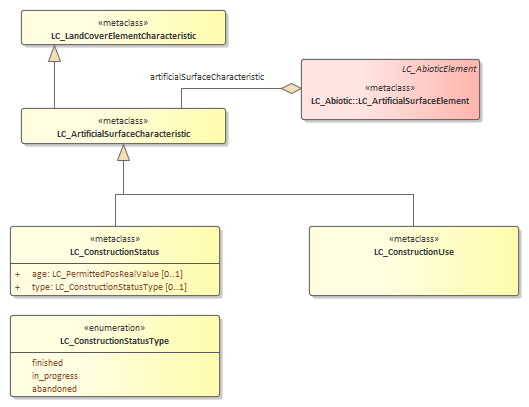 «metaclass»
LC_LandCoverElementCharacteristic
artificialSurfaceCharacteristic
LC_AbioticElement
«metaclass»
LC_Abiotic::LC_ArtificialSurfaceElement
«metaclass»
LC_ArtificialSurfaceCharacteristic
«metaclass»
LC_ConstructionStatus
+ age: LC_PermittedPosRealValue [0..1]
+ type: LC_ConstructionStatusType [0..1]
«metaclass»
LC_ConstructionUse
«enumeration»
LC_ConstructionStatusType
finished
in_progress
abandoned